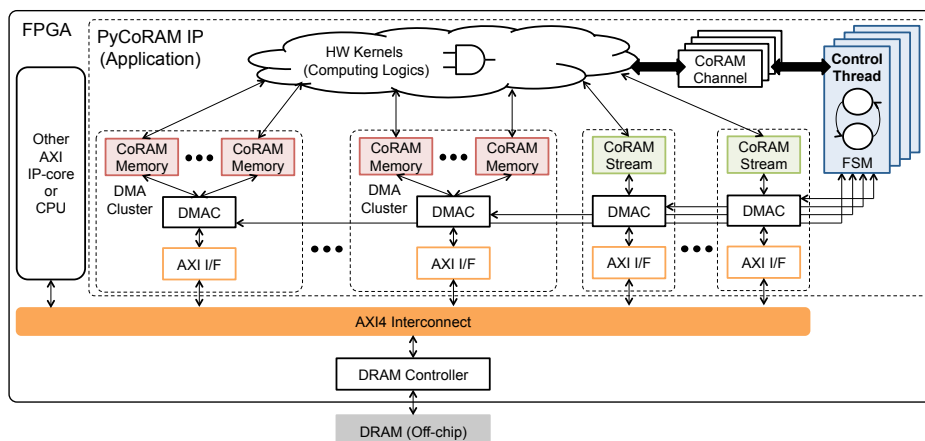 FPGA
PyCoRAM IP
(Application)
HW Kernels
(Computing Logics)
CoRAM
Channel
Control
Thread
FSM
Other
AXI
IP-core
or
CPU
CoRAM
Memory
CoRAM
Memory
CoRAM
Memory
CoRAM
Memory
CoRAM
Stream
CoRAM
Stream
DMA
Cluster
DMAC
DMA
Cluster
DMAC
DMAC
DMAC
AXI I/F
AXI I/F
AXI I/F
AXI I/F
AXI4 Interconnect
DRAM Controller
DRAM (Off-chip)